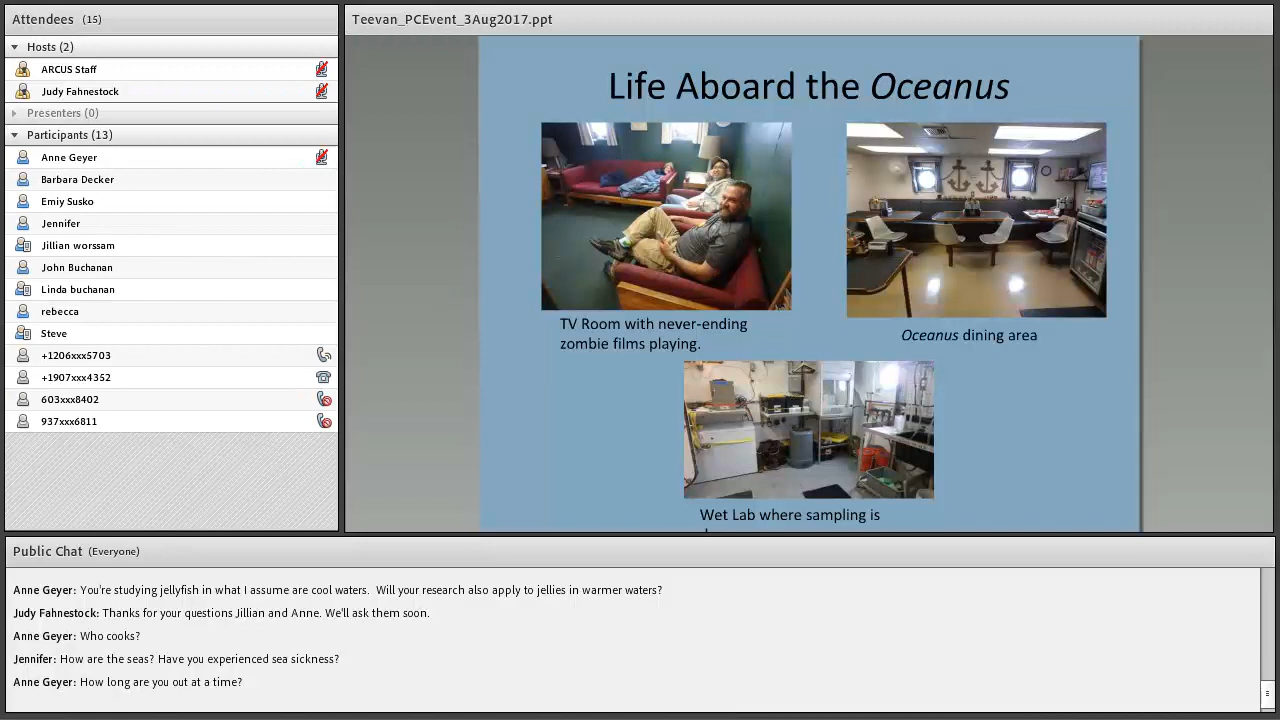 Attendees (15)
Hosts (2)
ARCUS Staff
Judy Fahnestock
Presenters (0)
Participants (13)
Anne Geyer
Barbara Decker
Emiy Susko
Jennifer
Jillian worssam
John Buchanan
Linda buchanan
rebecca
Steve
+1206xxx5703
+1907xxx4352
603xxx8402
937xxx6811
Teevan_PCEvent_3Aug2017.ppt
Life Aboard the Oceanus
TV Room with never-ending
zombie films playing.
Oceanus dining area
Wet Lab where sampling is
Public Chat (Everyone)
Anne Geyer: You're studying jellyfish in what I assume are cool waters.  Will your research also apply to jellies in warmer waters?
Judy Fahnestock: Thanks for your questions Jillian and Anne. We'll ask them soon.
Anne Geyer: Who cooks?
Jennifer: How are the seas? Have you experienced sea sickness?
Anne Geyer: How long are you out at a time?